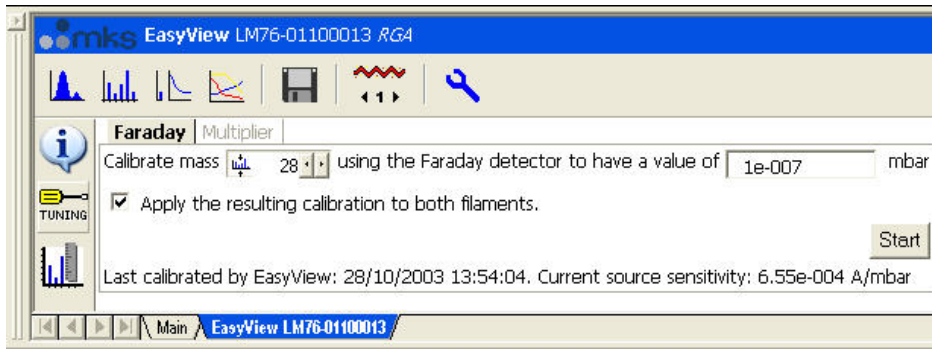 mks EasyView LM76-01100013 RGA
1
Faraday Multiplier
Calibrate mass 28 using the Faraday detector to have a value of 1e-007 mbar
Apply the resulting calibration to both filaments.
TUNING
Start
Last calibrated by EasyView: 28/10/2003 13:54:04. Current source sensitivity: 6.55e-004 A/mbar
Main EasyView LM76-01100013